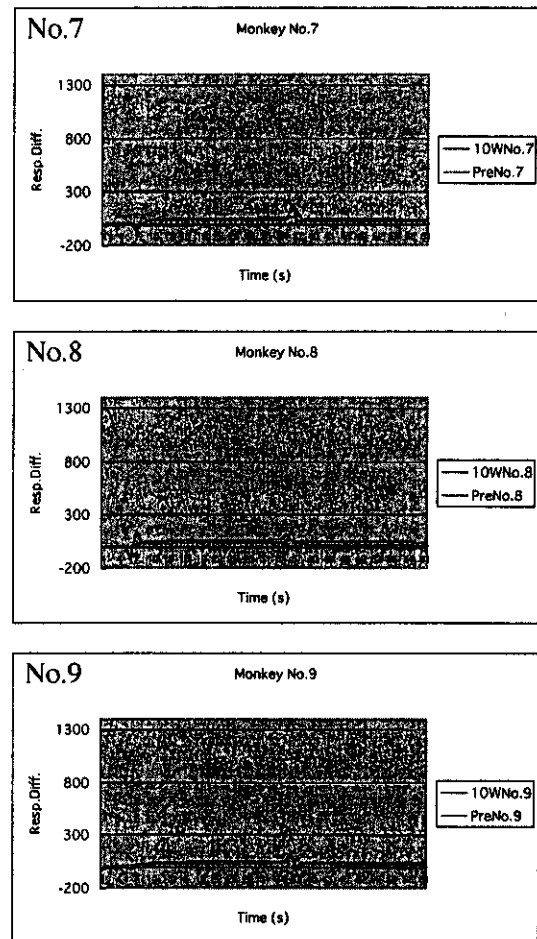 No.7
Monkey No.7
1300
800
300
-200
Resp.Diff.
Time (s)
10WNo.7
PreNo.7
No.8
Monkey No.8
1300
800
300
-200
Resp.Diff.
Time (s)
10WNo.8
PreNo.8
No.9
Monkey No.9
1300
800
300
-200
Resp.Diff.
Time (s)
10WNo.9
PreNo.9